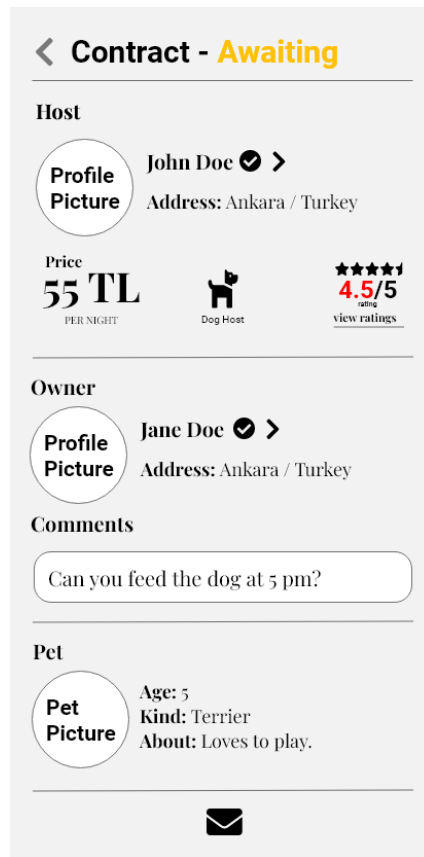 Contract - Awaiting
Host
Profile
Picture
John Doe
Address: Ankara / Turkey
Price
55 TL
PER NIGHT
Dog Host
4.5/5
rating
view ratings
Owner
Profile
Picture
Jane Doe
Address: Ankara / Turkey
Comments
Can you feed the dog at 5 pm?
Pet
Pet
Picture
Age: 5
Kind: Terrier
About: Loves to play.